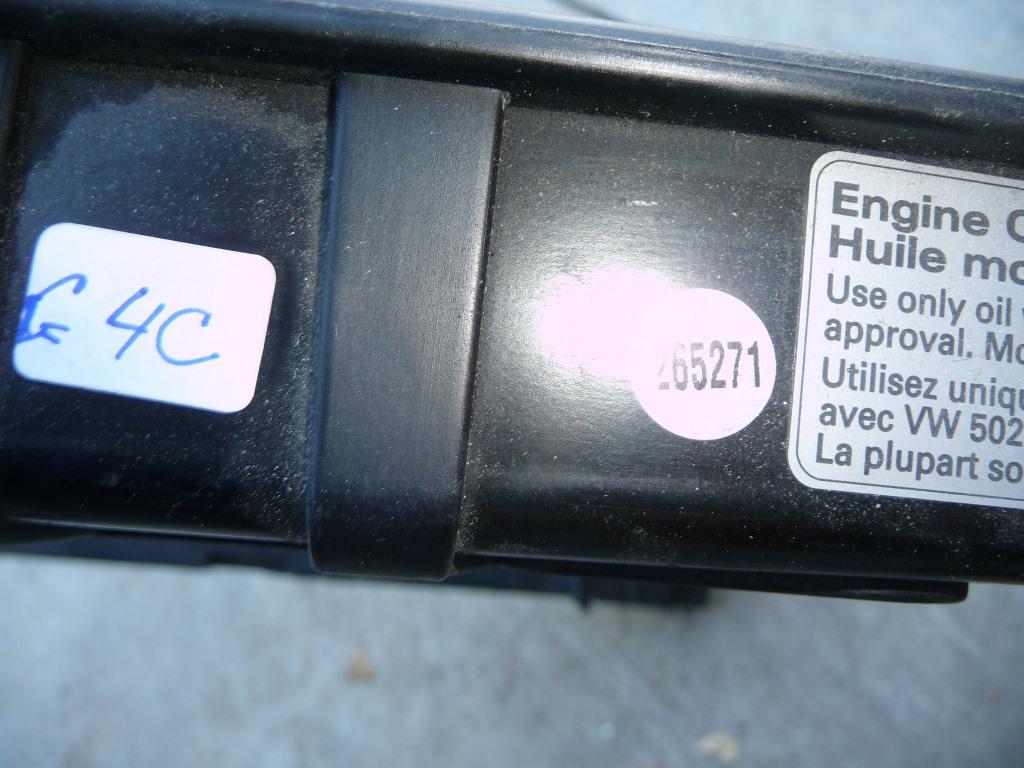 G 4C
265271
Engine
Huile
Use only oil
approval.
Utilisez
avec VW 502
La plupart